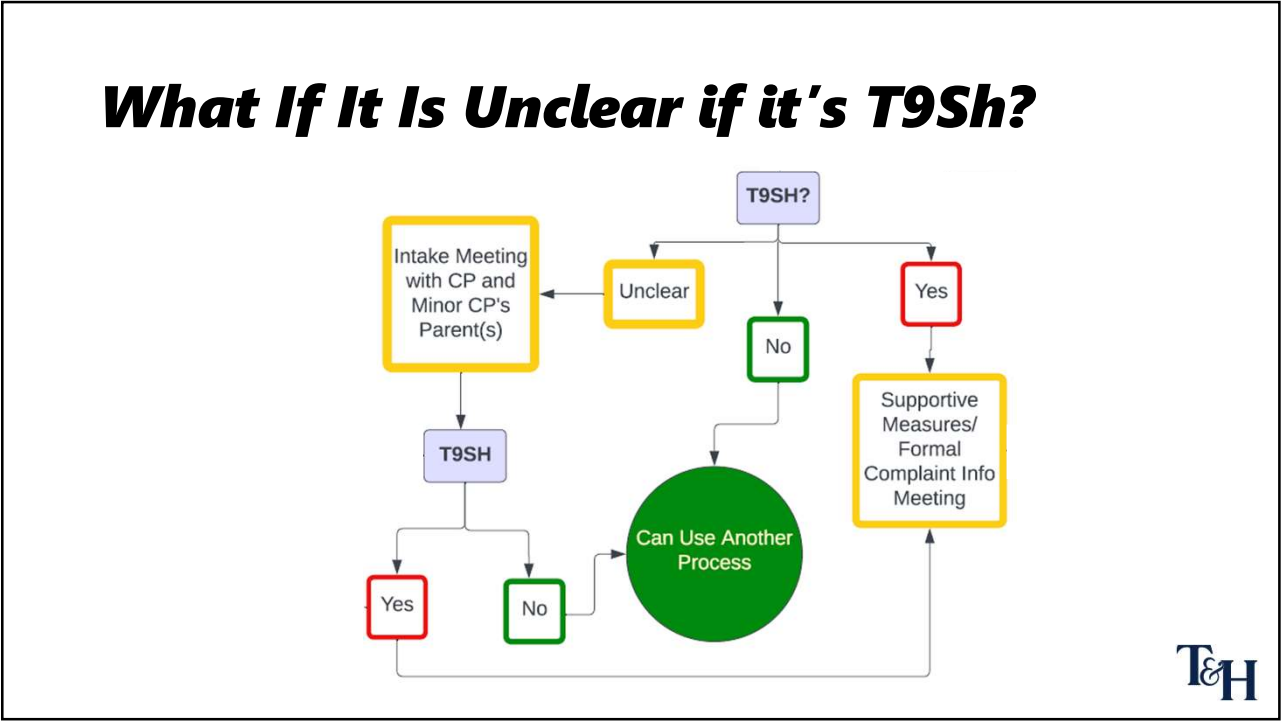 What If It Is Unclear if it's T9Sh?
T9SH?
Unclear
No
Yes
Intake Meeting
with CP and
Minor CP's
Parent(s)
Supportive
Measures/
Formal
Complaint Info
Meeting
T9SH
Yes
No
Can Use Another
Process
T&H